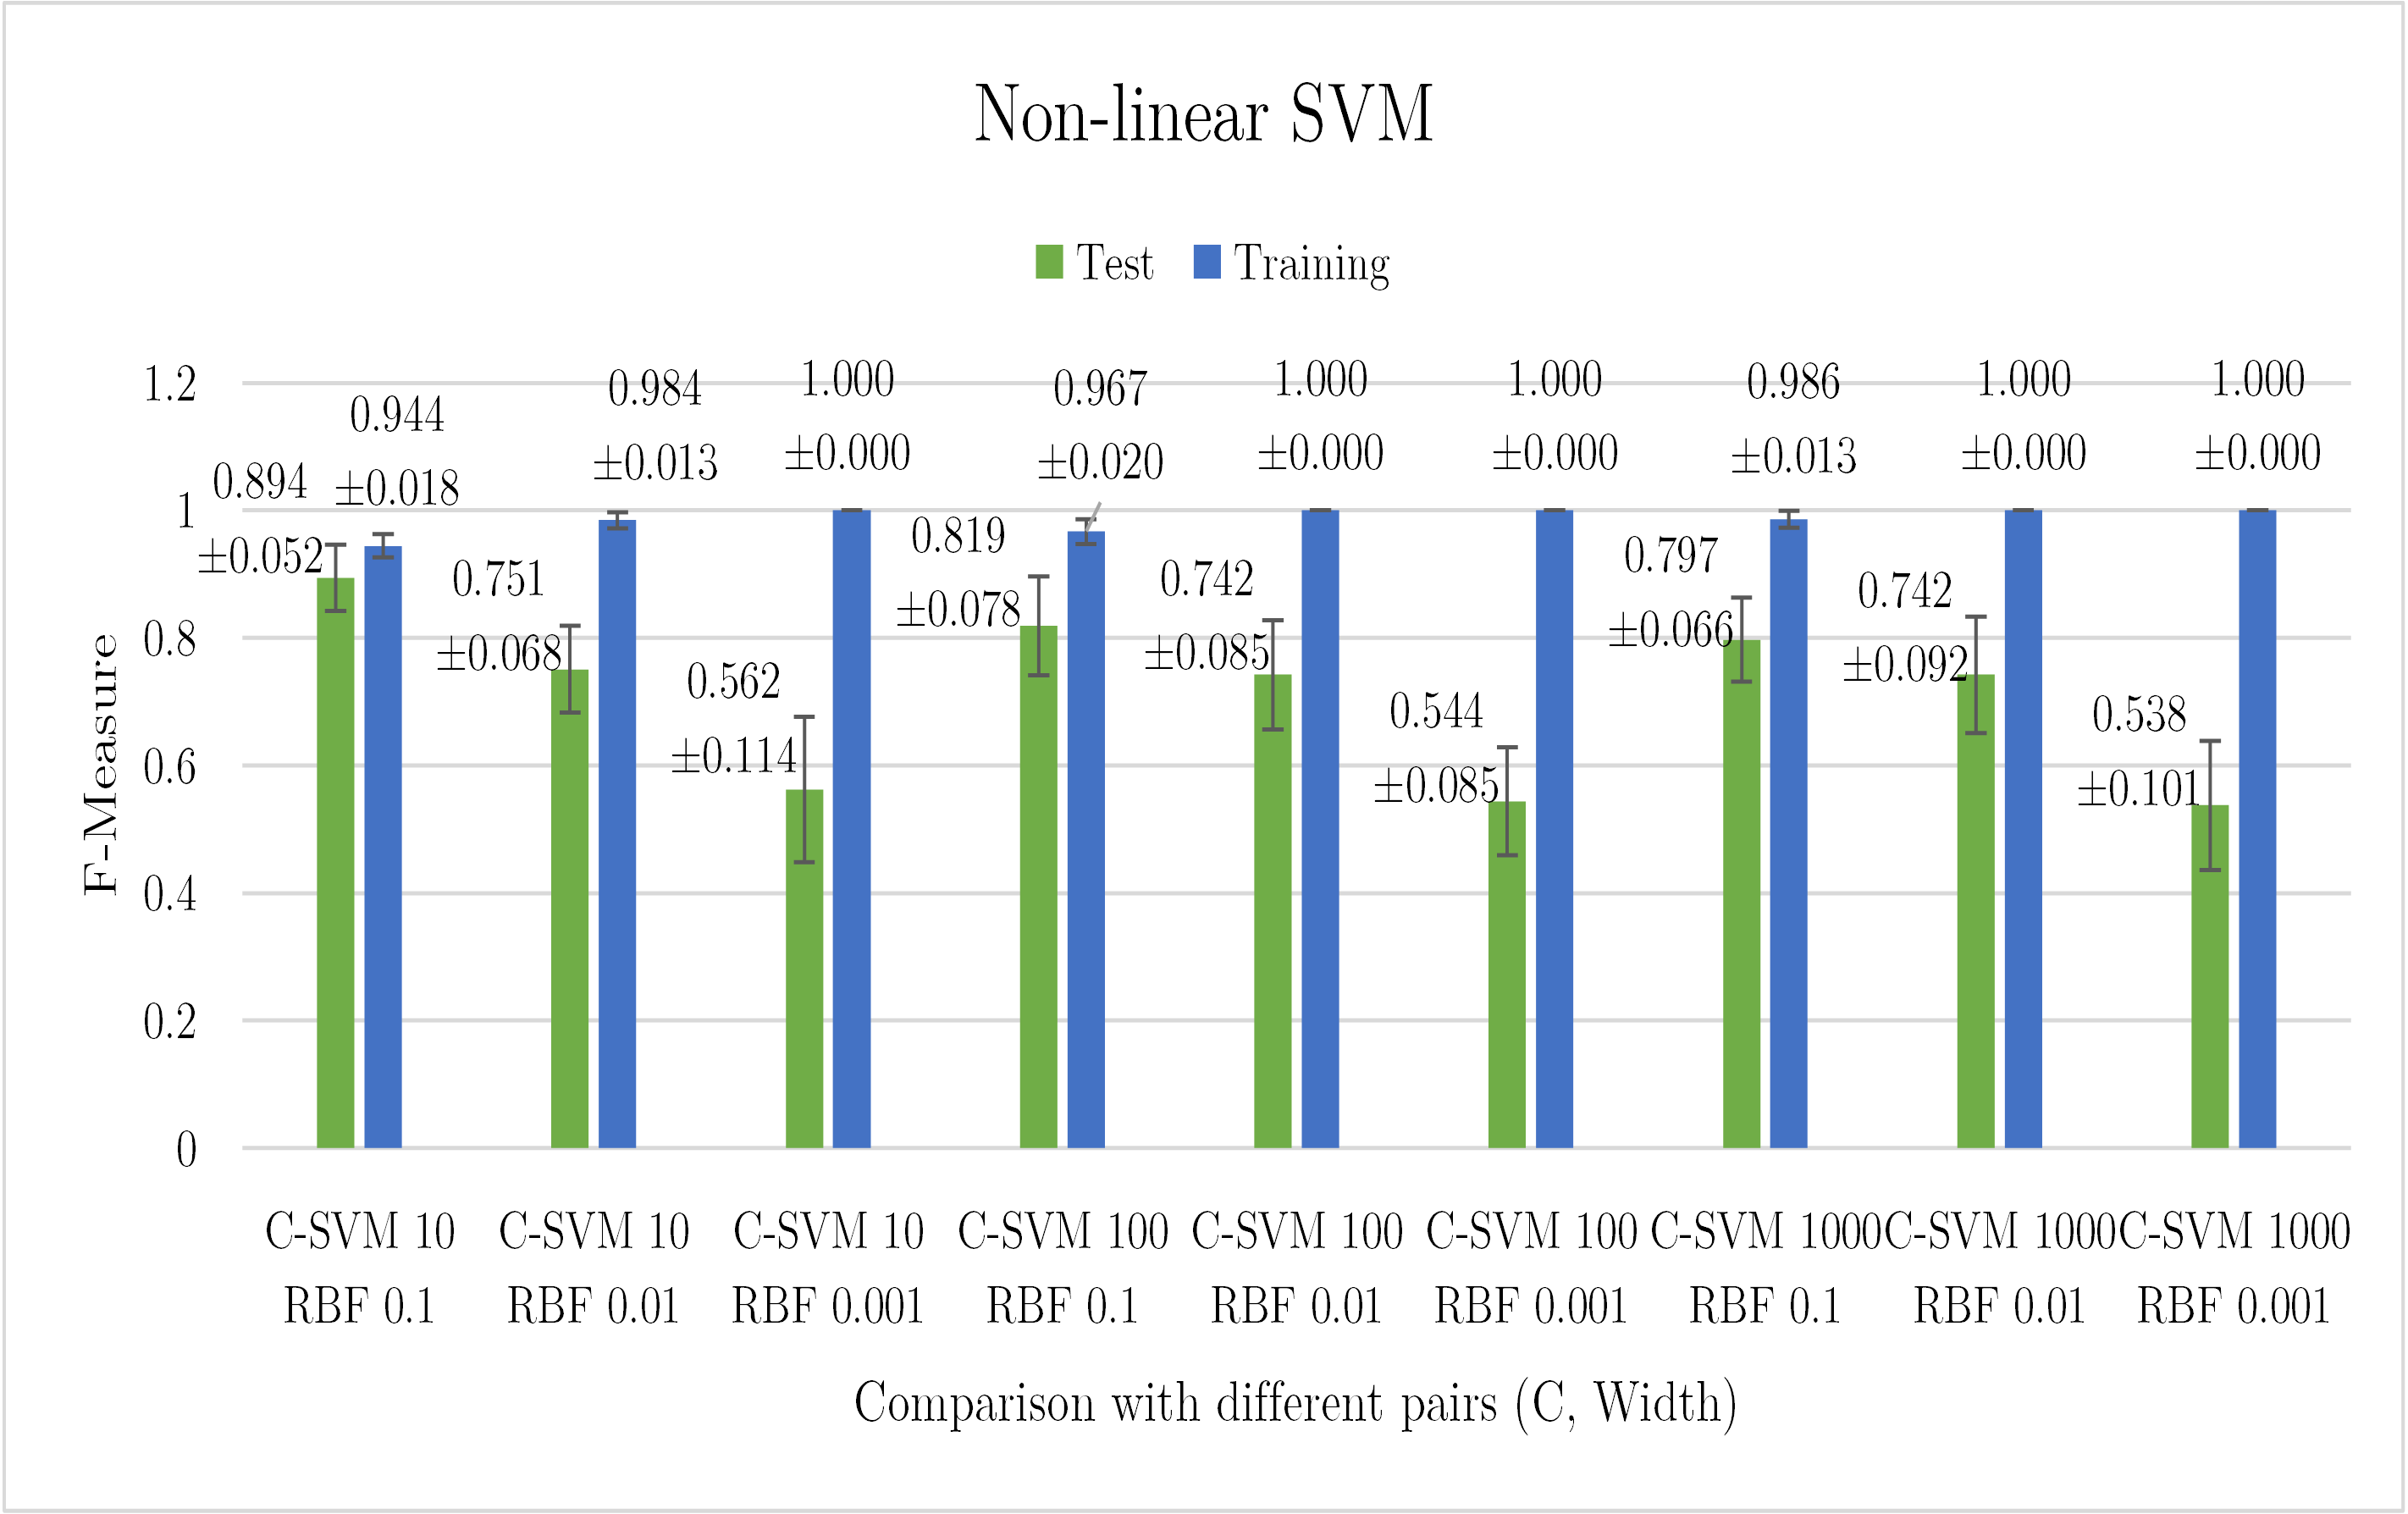 Non-linear SVM
Test Training
F-Measure
1.2
1
0.8
0.6
0.4
0.2
0
0.894
±0.052
0.944
±0.018
0.751
±0.068
0.984
±0.013
0.562
±0.114
1.000
±0.000
0.819
±0.078
0.967
±0.020
0.742
±0.085
1.000
±0.000
0.544
±0.085
1.000
±0.000
0.797
±0.066
0.986
±0.013
0.742
±0.092
1.000
±0.000
0.538
±0.101
1.000
±0.000
C-SVM 10
RBF 0.1
C-SVM 10
RBF 0.01
C-SVM 10
RBF 0.001
C-SVM 100
RBF 0.1
C-SVM 100
RBF 0.01
C-SVM 100
RBF 0.001
C-SVM 1000
RBF 0.1
C-SVM 1000
RBF 0.01
C-SVM 1000
RBF 0.001
Comparison with different pairs (C, Width)